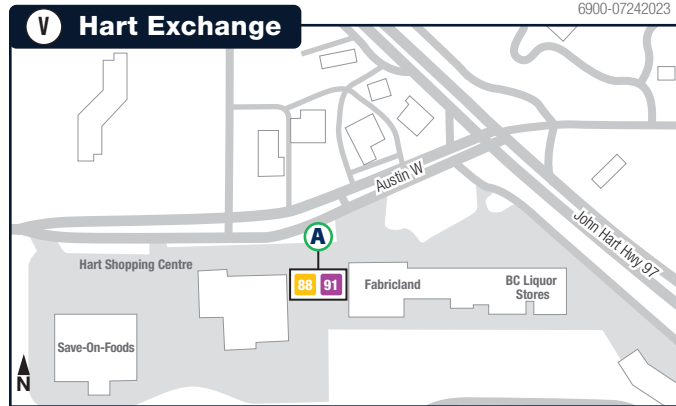 6900-07242023
V Hart Exchange
Austin W
John Hart Hwy 97
A
Hart Shopping Centre
88 91
Fabricland
BC Liquor
Stores
Save-On-Foods
N